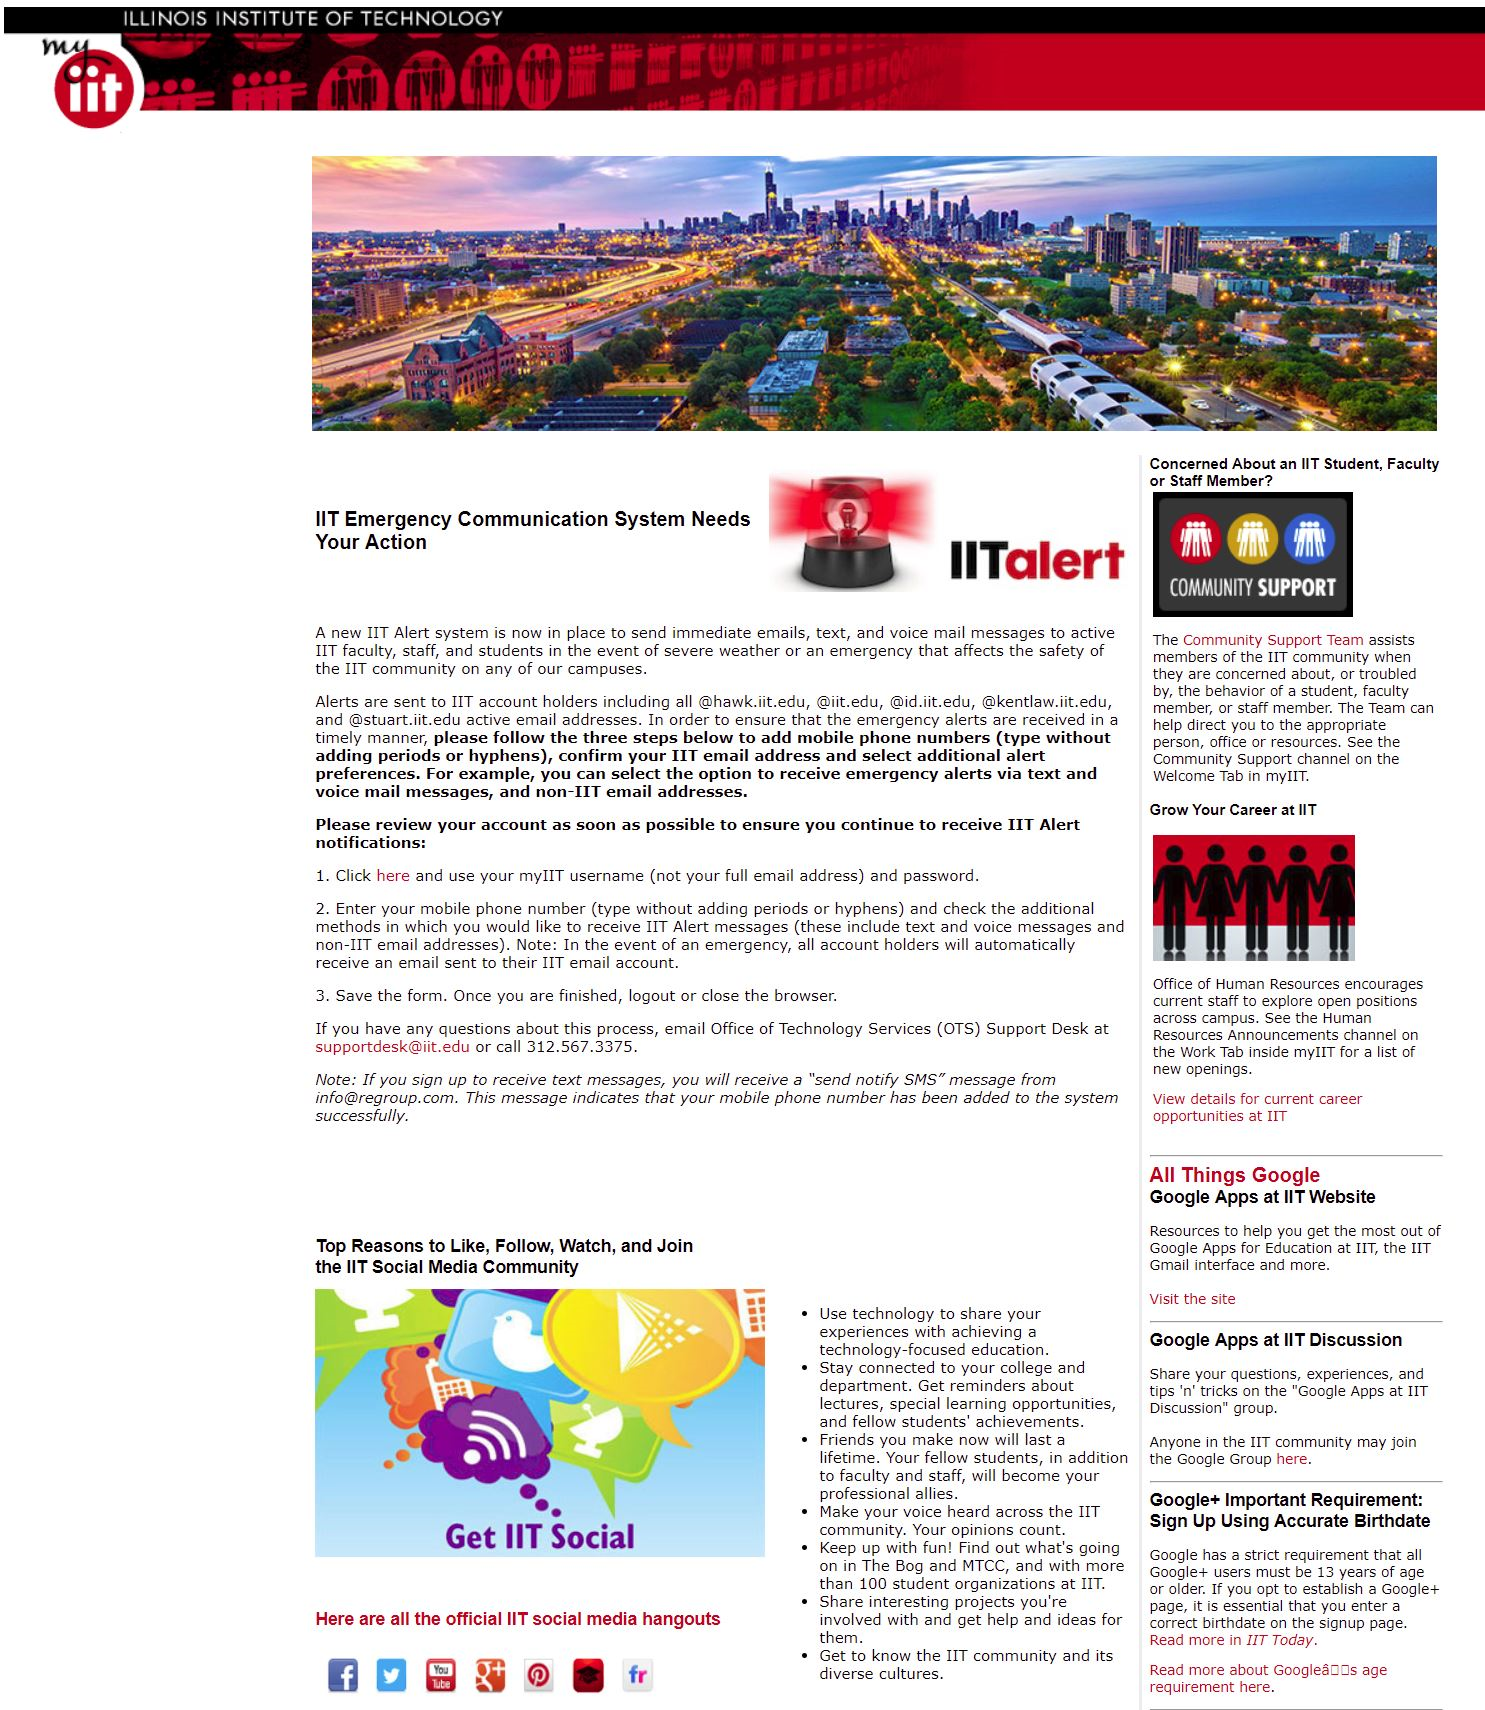 ILLINOIS INSTITUTE OF TECHNOLOGY
my
iit
IIT Emergency Communication System Needs
Your Action
IITalert
A new IIT Alert system is now in place to send immediate emails, text, and voice mail messages to active
IIT faculty, staff, and students in the event of severe weather or an emergency that affects the safety of
the IIT community on any of our campuses.
Alerts are sent to IIT account holders including all @hawk.iit.edu, @iit.edu, @id.iit.edu, @kentlaw.iit.edu,
and @stuart.iit.edu active email addresses. In order to ensure that the emergency alerts are received in a
timely manner, please follow the three steps below to add mobile phone numbers (type without
adding periods or hyphens), confirm your IIT email address and select additional alert
preferences. For example, you can select the option to receive emergency alerts via text and
voice mail messages, and non-IIT email addresses.
Please review your account as soon as possible to ensure you continue to receive IIT Alert
notifications:
1. Click here and use your myIIT username (not your full email address) and password.
2. Enter your mobile phone number (type without adding periods or hyphens) and check the additional
methods in which you would like to receive IIT Alert messages (these include text and voice messages and
non-IIT email addresses). Note: In the event of an emergency, all account holders will automatically
receive an email sent to their IIT email account.
3. Save the form. Once you are finished, logout or close the browser.
If you have any questions about this process, email Office of Technology Services (OTS) Support Desk at
supportdesk@iit.edu or call 312.567.3375.
Note: If you sign up to receive text messages, you will receive a “send notify SMS” message from
info@regroup.com. This message indicates that your mobile phone number has been added to the system
successfully.
Top Reasons to Like, Follow, Watch, and Join
the IIT Social Media Community
Get IIT Social
Here are all the official IIT social media hangouts
f
You
Tube
g+
fr
• Use technology to share your
experiences with achieving a
technology-focused education.
• Stay connected to your college and
department. Get reminders about
lectures, special learning opportunities,
and fellow students' achievements.
• Friends you make now will last a
lifetime. Your fellow students, in addition
to faculty and staff, will become your
professional allies.
• Make your voice heard across the IIT
community. Your opinions count.
• Keep up with fun! Find out what's going
on in The Bog and MTCC, and with more
than 100 student organizations at IIT.
• Share interesting projects you're
involved with and get help and ideas for
them.
• Get to know the IIT community and its
diverse cultures.
Concerned About an IIT Student, Faculty
or Staff Member?
COMMUNITY SUPPORT
The Community Support Team assists
members of the IIT community when
they are concerned about, or troubled
by, the behavior of a student, faculty
member, or staff member. The Team can
help direct you to the appropriate
person, office or resources. See the
Community Support channel on the
Welcome Tab in myIIT.
Grow Your Career at IIT
Office of Human Resources encourages
current staff to explore open positions
across campus. See the Human
Resources Announcements channel on
the Work Tab inside myIIT for a list of
new openings.
View details for current career
opportunities at IIT
All Things Google
Google Apps at IIT Website
Resources to help you get the most out of
Google Apps for Education at IIT, the IIT
Gmail interface and more.
Visit the site
Google Apps at IIT Discussion
Share your questions, experiences, and
tips 'n' tricks on the "Google Apps at IIT
Discussion" group.
Anyone in the IIT community may join
the Google Group here.
Google+ Important Requirement:
Sign Up Using Accurate Birthdate
Google has a strict requirement that all
Google+ users must be 13 years of age
or older. If you opt to establish a Google+
page, it is essential that you enter a
correct birthdate on the signup page.
Read more in IIT Today.
Read more about Googleâ□□s age
requirement here.